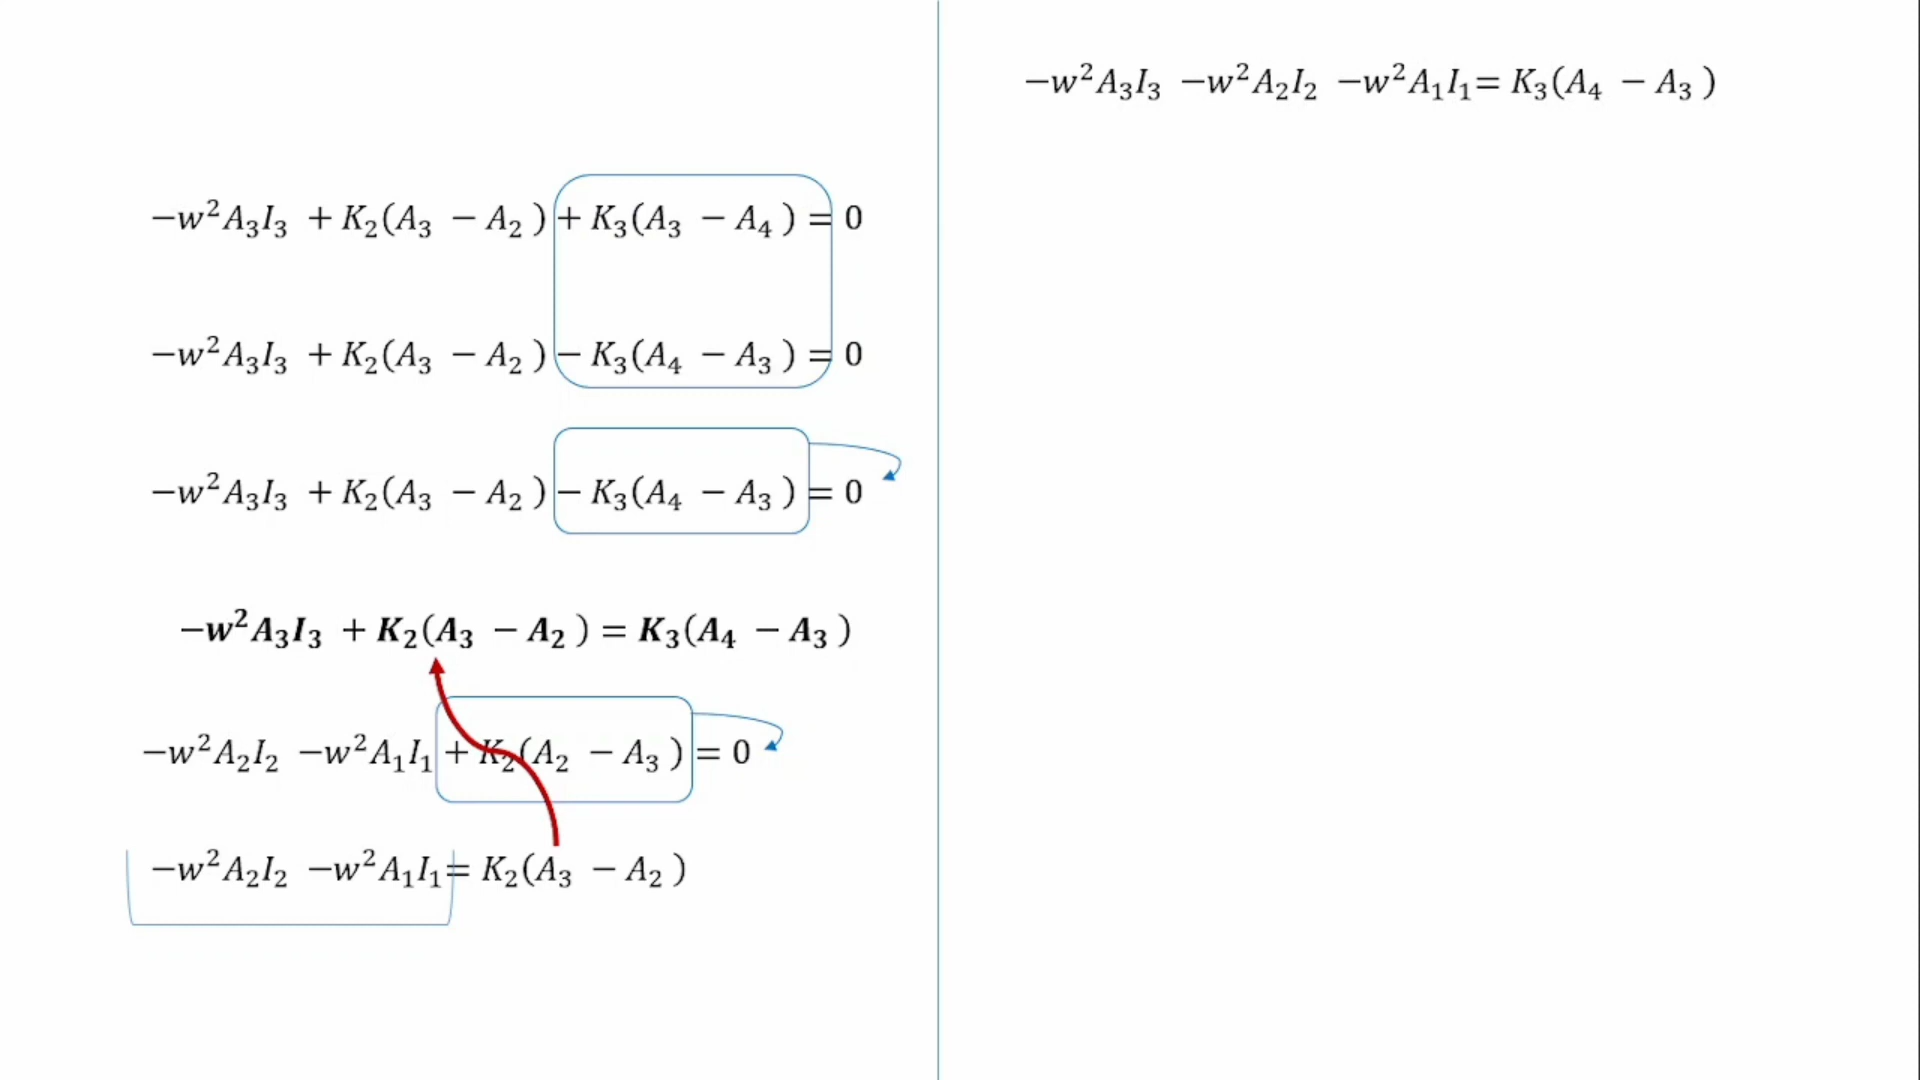 −w²A₃I₃ + K₂(A₃ − A₂) + K₃(A₃ − A₄) = 0
−w²A₃I₃ + K₂(A₃ − A₂) − K₃(A₄ − A₃) = 0
−w²A₃I₃ + K₂(A₃ − A₂) − K₃(A₄ − A₃) = 0
−w²A₃I₃ + K₂(A₃ − A₂) = K₃(A₄ − A₃)
−w²A₂I₂ −w²A₁I₁ + K₂(A₂ − A₃) = 0
−w²A₂I₂ −w²A₁I₁= K₂(A₃ − A₂)
−w²A₃I₃ −w²A₂I₂ −w²A₁I₁= K₃(A₄ − A₃)